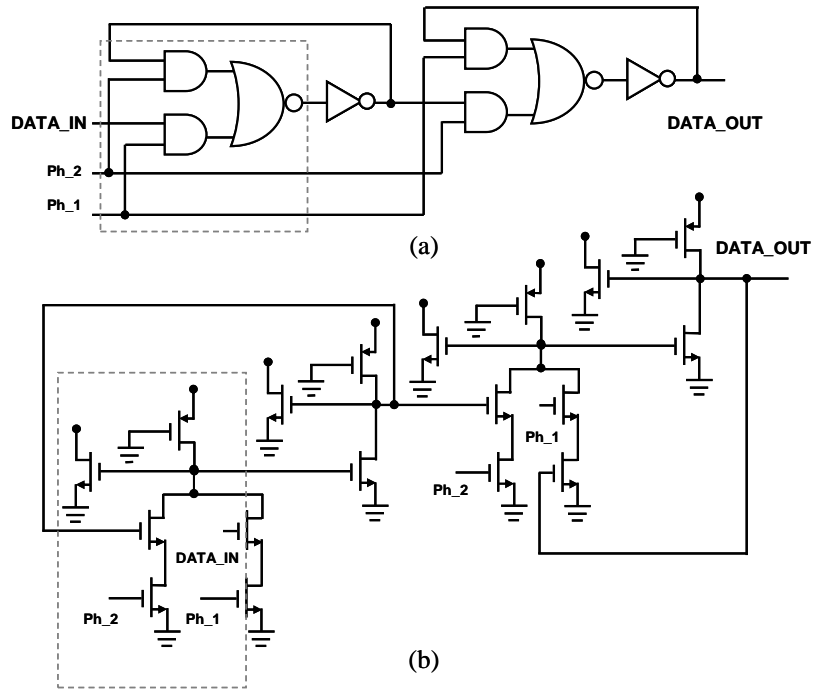 DATA_IN
DATA_OUT
Ph_2
Ph_1
(a)
DATA_OUT
Ph_1
Ph_2
DATA_IN
Ph_2
Ph_1
(b)